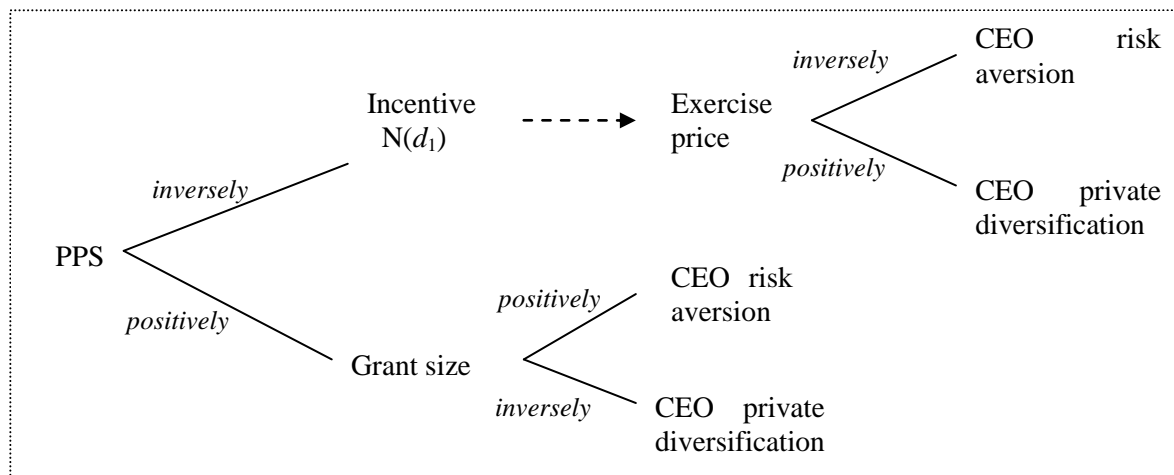 CEO risk
aversion
inversely
Incentive
N(d₁)
Exercise
price
positively
CEO private
diversification
inversely
PPS
positively
CEO risk
aversion
positively
Grant size
inversely
CEO private
diversification